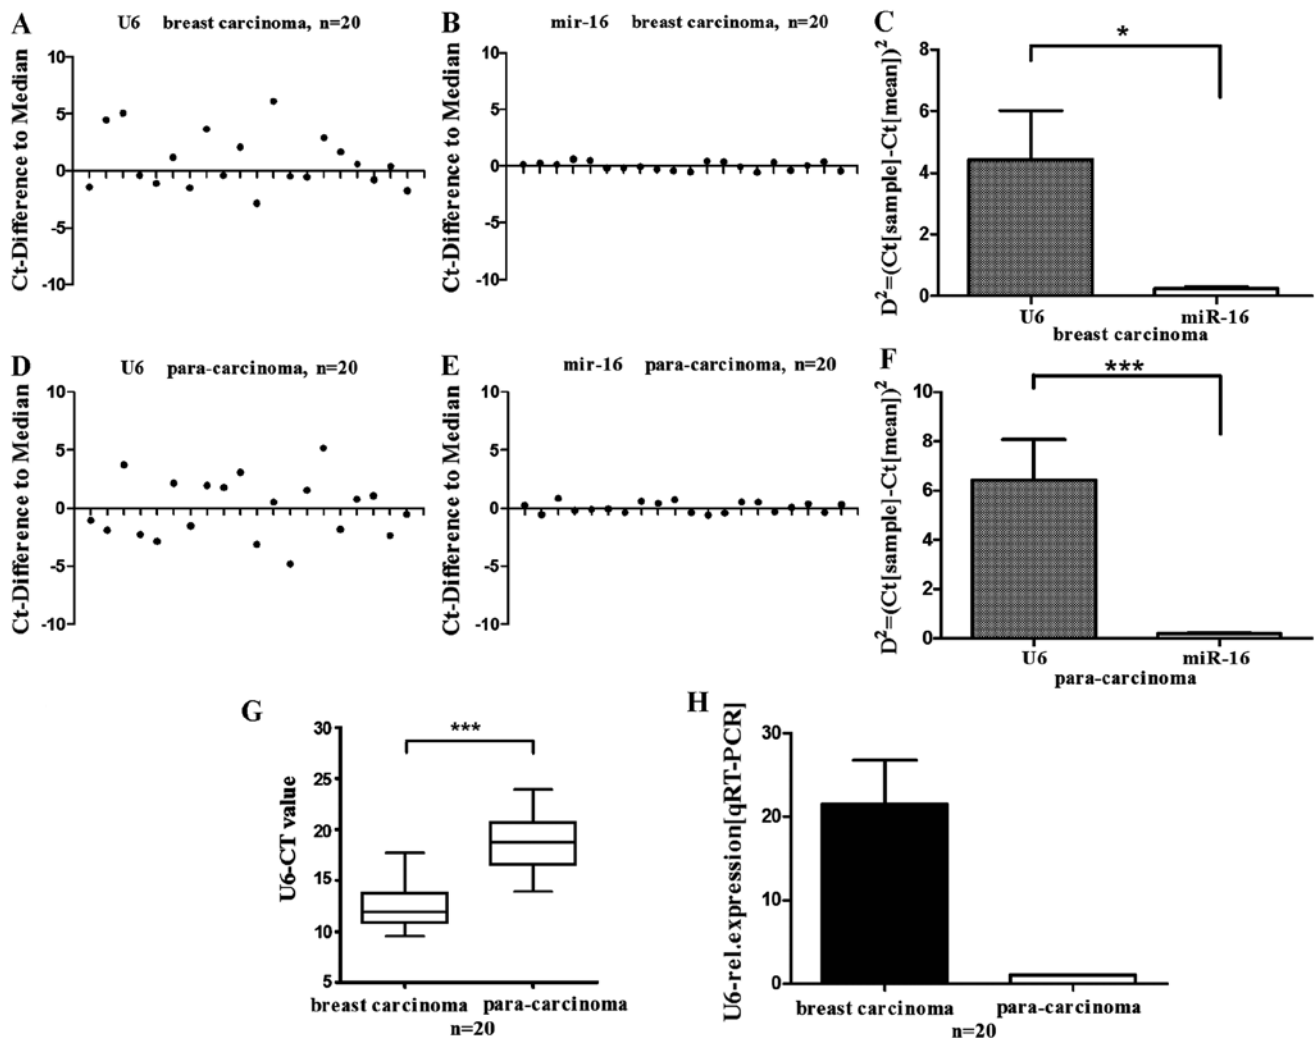 A U6 breast carcinoma, n=20
Ct-Difference to Median
10
5
0
-5
-10
B mir-16 breast carcinoma, n=20
Ct-Difference to Median
10
5
0
-5
-10
C
D²=(Ct[sample]-Ct[mean])²
8
6
4
2
0
*
U6 miR-16
breast carcinoma
D U6 para-carcinoma, n=20
Ct-Difference to Median
10
5
0
-5
-10
E mir-16 para-carcinoma, n=20
Ct-Difference to Median
10
5
0
-5
-10
F
D²=(Ct[sample]-Ct[mean])²
10
8
6
4
2
0
***
U6 miR-16
para-carcinoma
G
U6-CT value
30
25
20
15
10
5
***
breast carcinoma para-carcinoma
n=20
H
U6-rel.expression[qRT-PCR]
30
20
10
0
breast carcinoma para-carcinoma
n=20